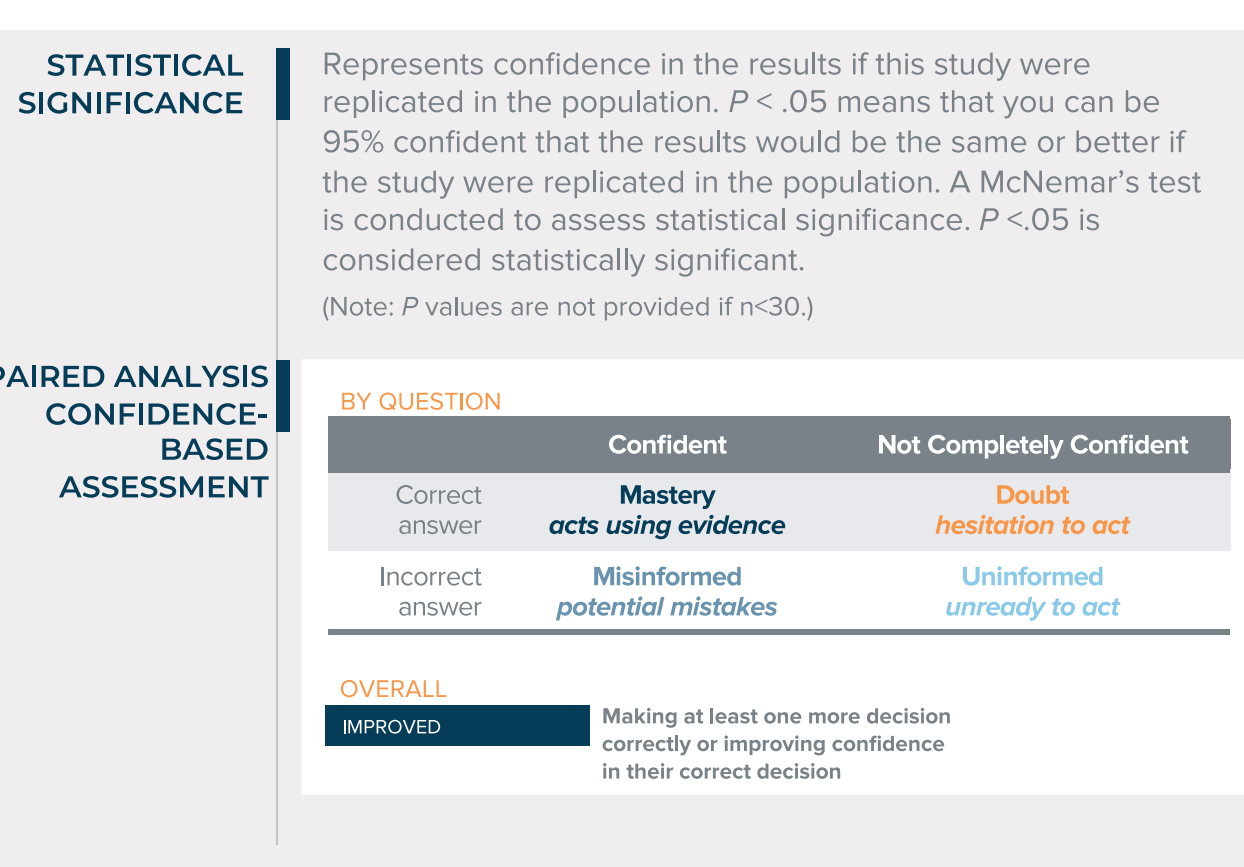 STATISTICAL
SIGNIFICANCE
Represents confidence in the results if this study were
replicated in the population. P < .05 means that you can be
95% confident that the results would be the same or better if
the study were replicated in the population. A McNemar's test
is conducted to assess statistical significance. P <.05 is
considered statistically significant.
(Note: P values are not provided if n<30.)
PAIRED ANALYSIS
CONFIDENCE-
BASED
ASSESSMENT
BY QUESTION
Confident Not Completely Confident
Correct answer Mastery Doubt
acts using evidence hesitation to act
Incorrect answer Misinformed Uninformed
potential mistakes unready to act
OVERALL
IMPROVED
Making at least one more decision
correctly or improving confidence
in their correct decision